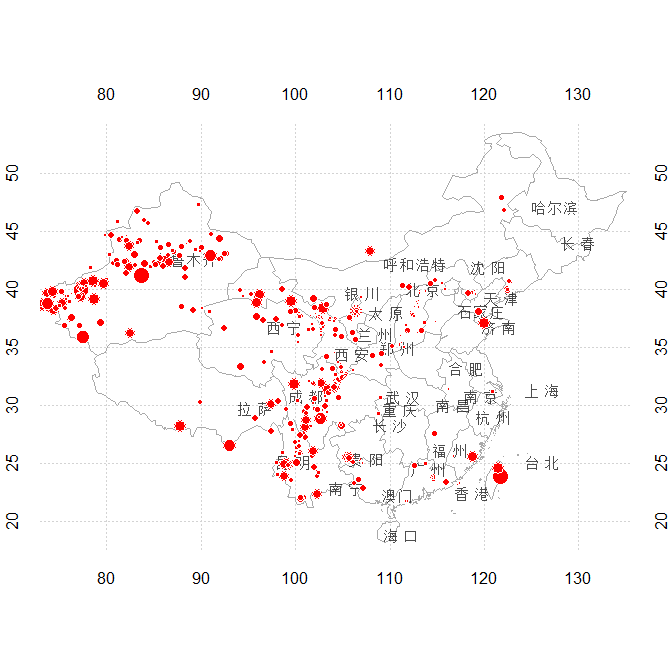 80 90 100 110 120 130
50 50
哈尔滨
45 45
长春
呼和浩特 沈阳
40 银川 北京 天津 40
太原 石家庄
西宁 兰州 济南
35 西安 郑州 35
合肥
成都 武汉 南京 上海
30 拉萨 重庆 南昌 30
杭州
长沙
福州
25 昆明 贵阳 台北 25
州
南宁 澳门 香港
20 海口 20
80 90 100 110 120 130